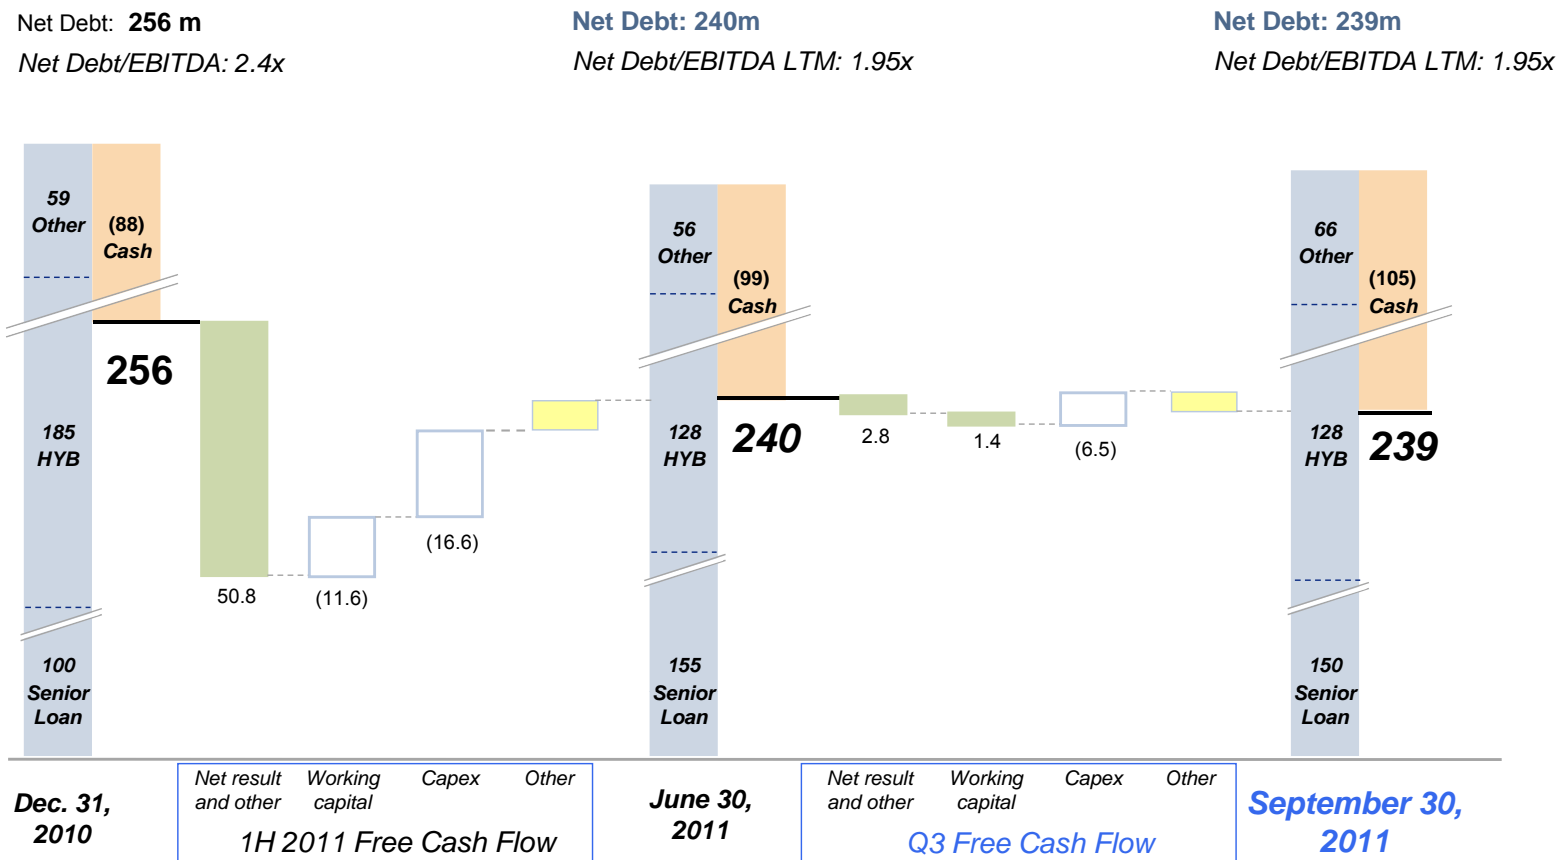 Net Debt: 256 m
Net Debt/EBITDA: 2.4x
Net Debt: 240m
Net Debt/EBITDA LTM: 1.95x
Net Debt: 239m
Net Debt/EBITDA LTM: 1.95x
59
Other
(88)
Cash
256
185
HYB
100
Senior
Loan
50.8
(11.6)
(16.6)
56
Other
(99)
Cash
240
128
HYB
155
Senior
Loan
2.8
1.4
(6.5)
66
Other
(105)
Cash
239
128
HYB
150
Senior
Loan
Dec. 31,
2010
Net result
and other
Working
capital
Capex
Other
1H 2011 Free Cash Flow
June 30,
2011
Net result
and other
Working
capital
Capex
Other
Q3 Free Cash Flow
September 30,
2011